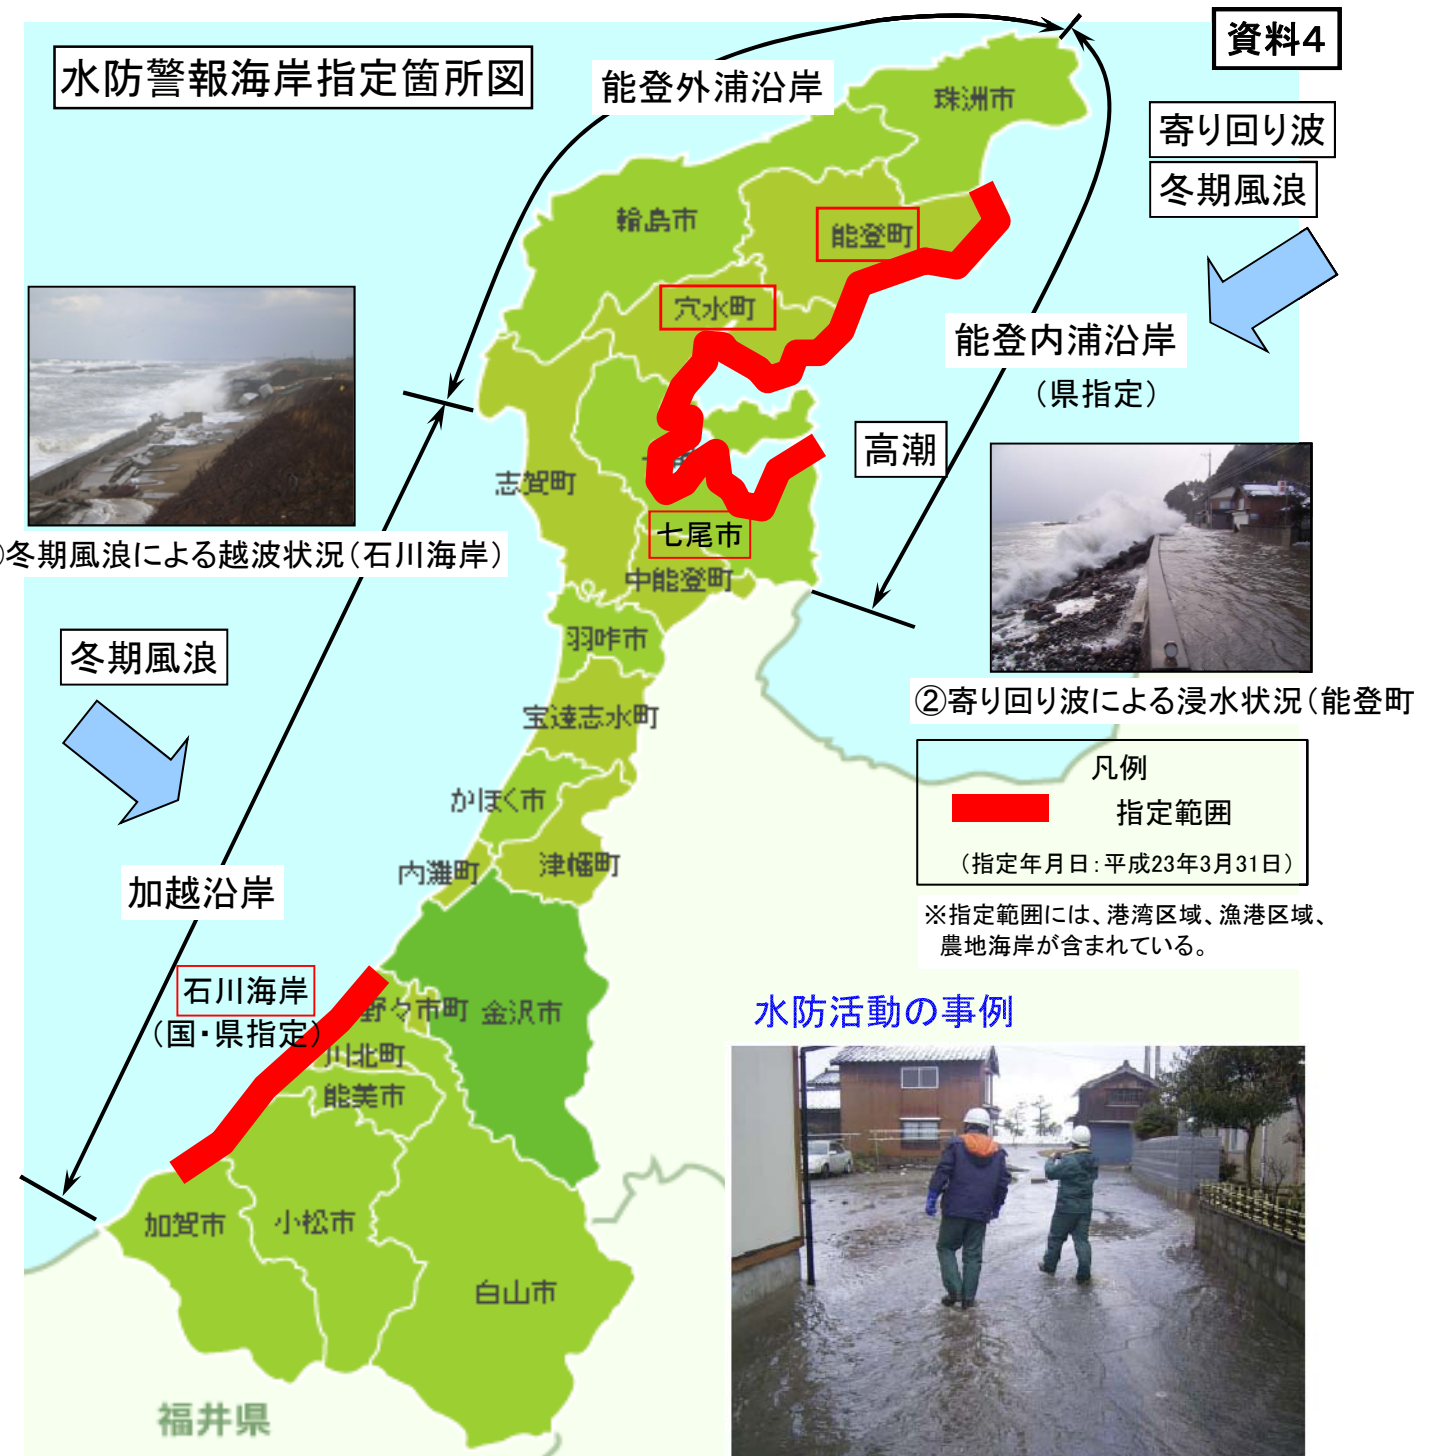 資料4
水防警報海岸指定箇所図
能登外浦沿岸
珠洲市
寄り回り波
冬期風浪
輪島市
能登町
穴水町
能登内浦沿岸
（県指定）
高潮
志賀町
七尾市
冬期風浪による越波状況（石川海岸）
中能登町
羽咋市
冬期風浪
宝達志水町
②寄り回り波による浸水状況（能登町
凡例
指定範囲
（指定年月日：平成23年3月31日）
かほく市
内灘町
津幡町
加越沿岸
※指定範囲には、港湾区域、漁港区域、
農地海岸が含まれている。
石川海岸
（国・県指定）
野々市町
金沢市
水防活動の事例
川北町
能美市
加賀市
小松市
白山市
福井県